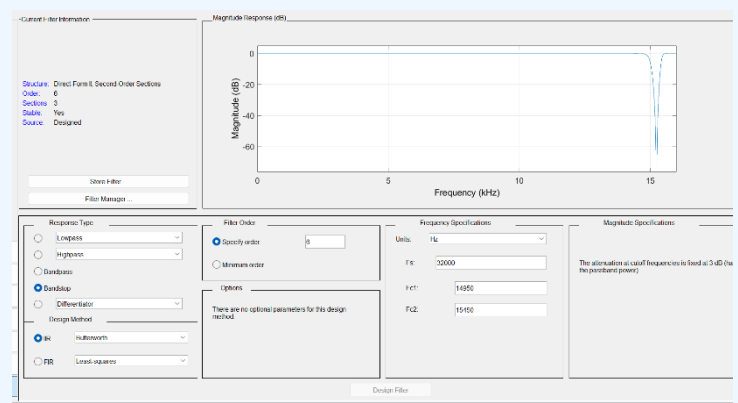 Current Filter Information
Structure: Direct Form II, Second-Order Sections
Order: 6
Sections: 3
Stable: Yes
Source: Designed
Store Filter
Filter Manager ...
Magnitude Response (dB)
0
-20
-40
-60
Magnitude (dB)
0
5
10
15
Frequency (kHz)
Response Type
Lowpass
Highpass
Bandpass
Bandstop
Differentiator
Design Method
IIR
Butterworth
FIR
Least-squares
Filter Order
Specify order:
6
Minimum order
Options
There are no optional parameters for this design
method.
Frequency Specifications
Units:
Hz
Fs:
32000
Fc1:
14950
Fc2:
15450
Magnitude Specifications
The attenuation at cutoff frequencies is fixed at 3 dB (ha
the passband power)
Design Filter